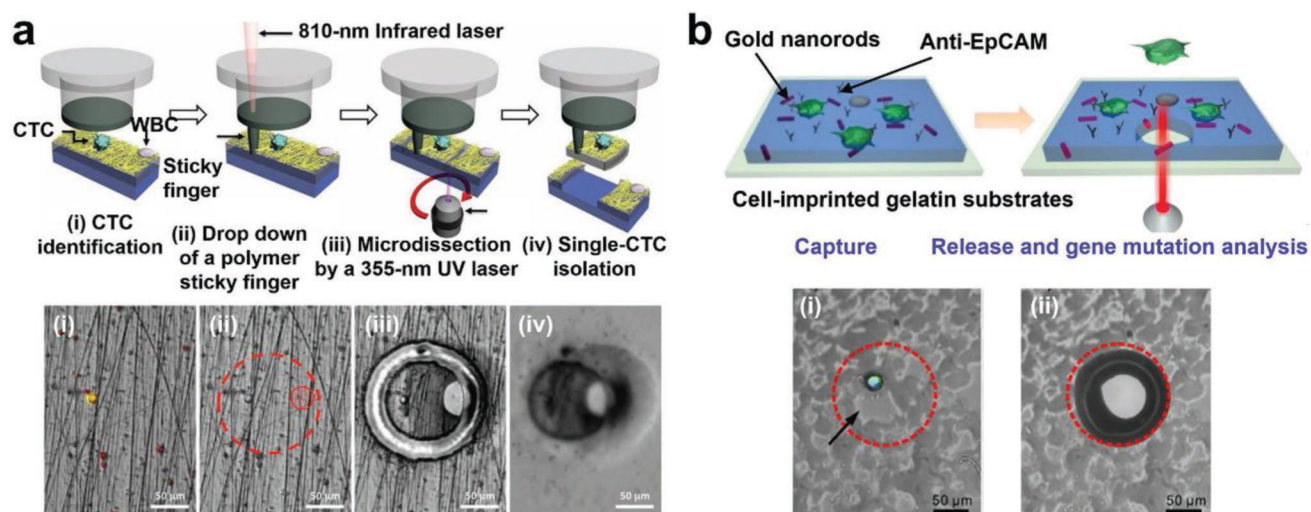 a
810-nm Infrared laser
CTC
WBC
Sticky
finger
(i) CTC
identification
(ii) Drop down
of a polymer
sticky finger
(iii) Microdissection
by a 355-nm UV laser
(iv) Single-CTC
isolation
(i)
(ii)
(iii)
(iv)
50 µm
50 µm
50 µm
50 µm
b
Gold nanorods
Anti-EpCAM
Cell-imprinted gelatin substrates
Capture
Release and gene mutation analysis
(i)
(ii)
50 µm
50 µm